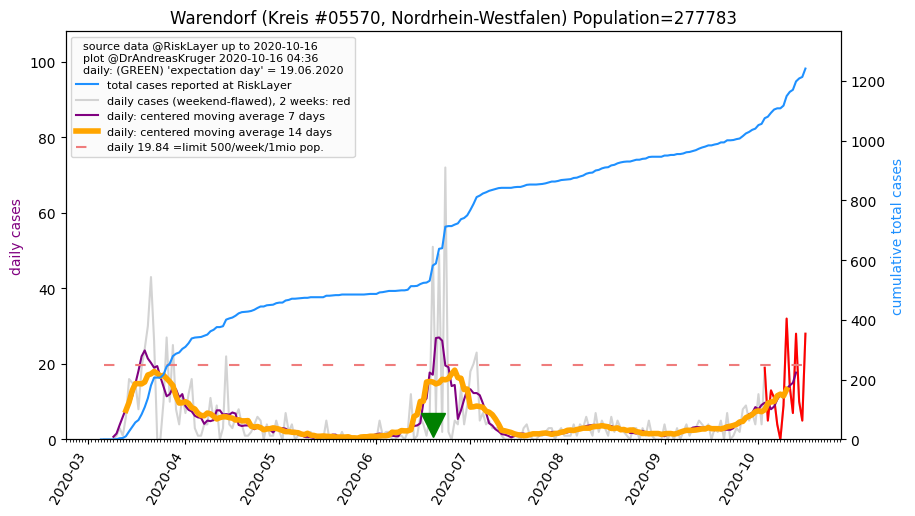 Warendorf (Kreis #05570, Nordrhein-Westfalen) Population=277783
source data @RiskLayer up to 2020-10-16
plot @DrAndreasKruger 2020-10-16 04:36
daily: (GREEN) 'expectation day' = 19.06.2020
total cases reported at RiskLayer
daily cases (weekend-flawed), 2 weeks: red
daily: centered moving average 7 days
daily: centered moving average 14 days
daily 19.84 =limit 500/week/1mio pop.
daily cases
100
80
60
40
20
0
cumulative total cases
1200
1000
800
600
400
200
0
2020-03
2020-04
2020-05
2020-06
2020-07
2020-08
2020-09
2020-10